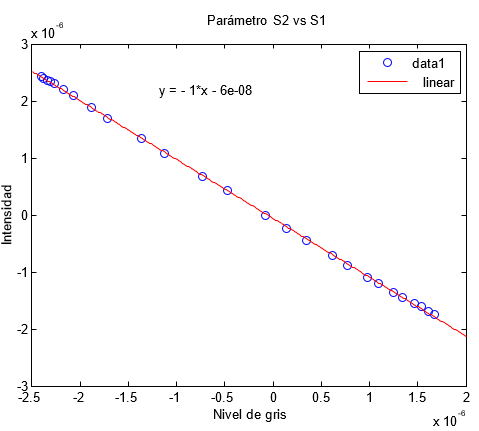 Parámetro S2 vs S1
x 10^-6
3
2
1
0
-1
-2
-3
Intensidad
y = - 1*x - 6e-08
data1
linear
-2.5
-2
-1.5
-1
-0.5
0
0.5
1
1.5
2
Nivel de gris
x 10^-6